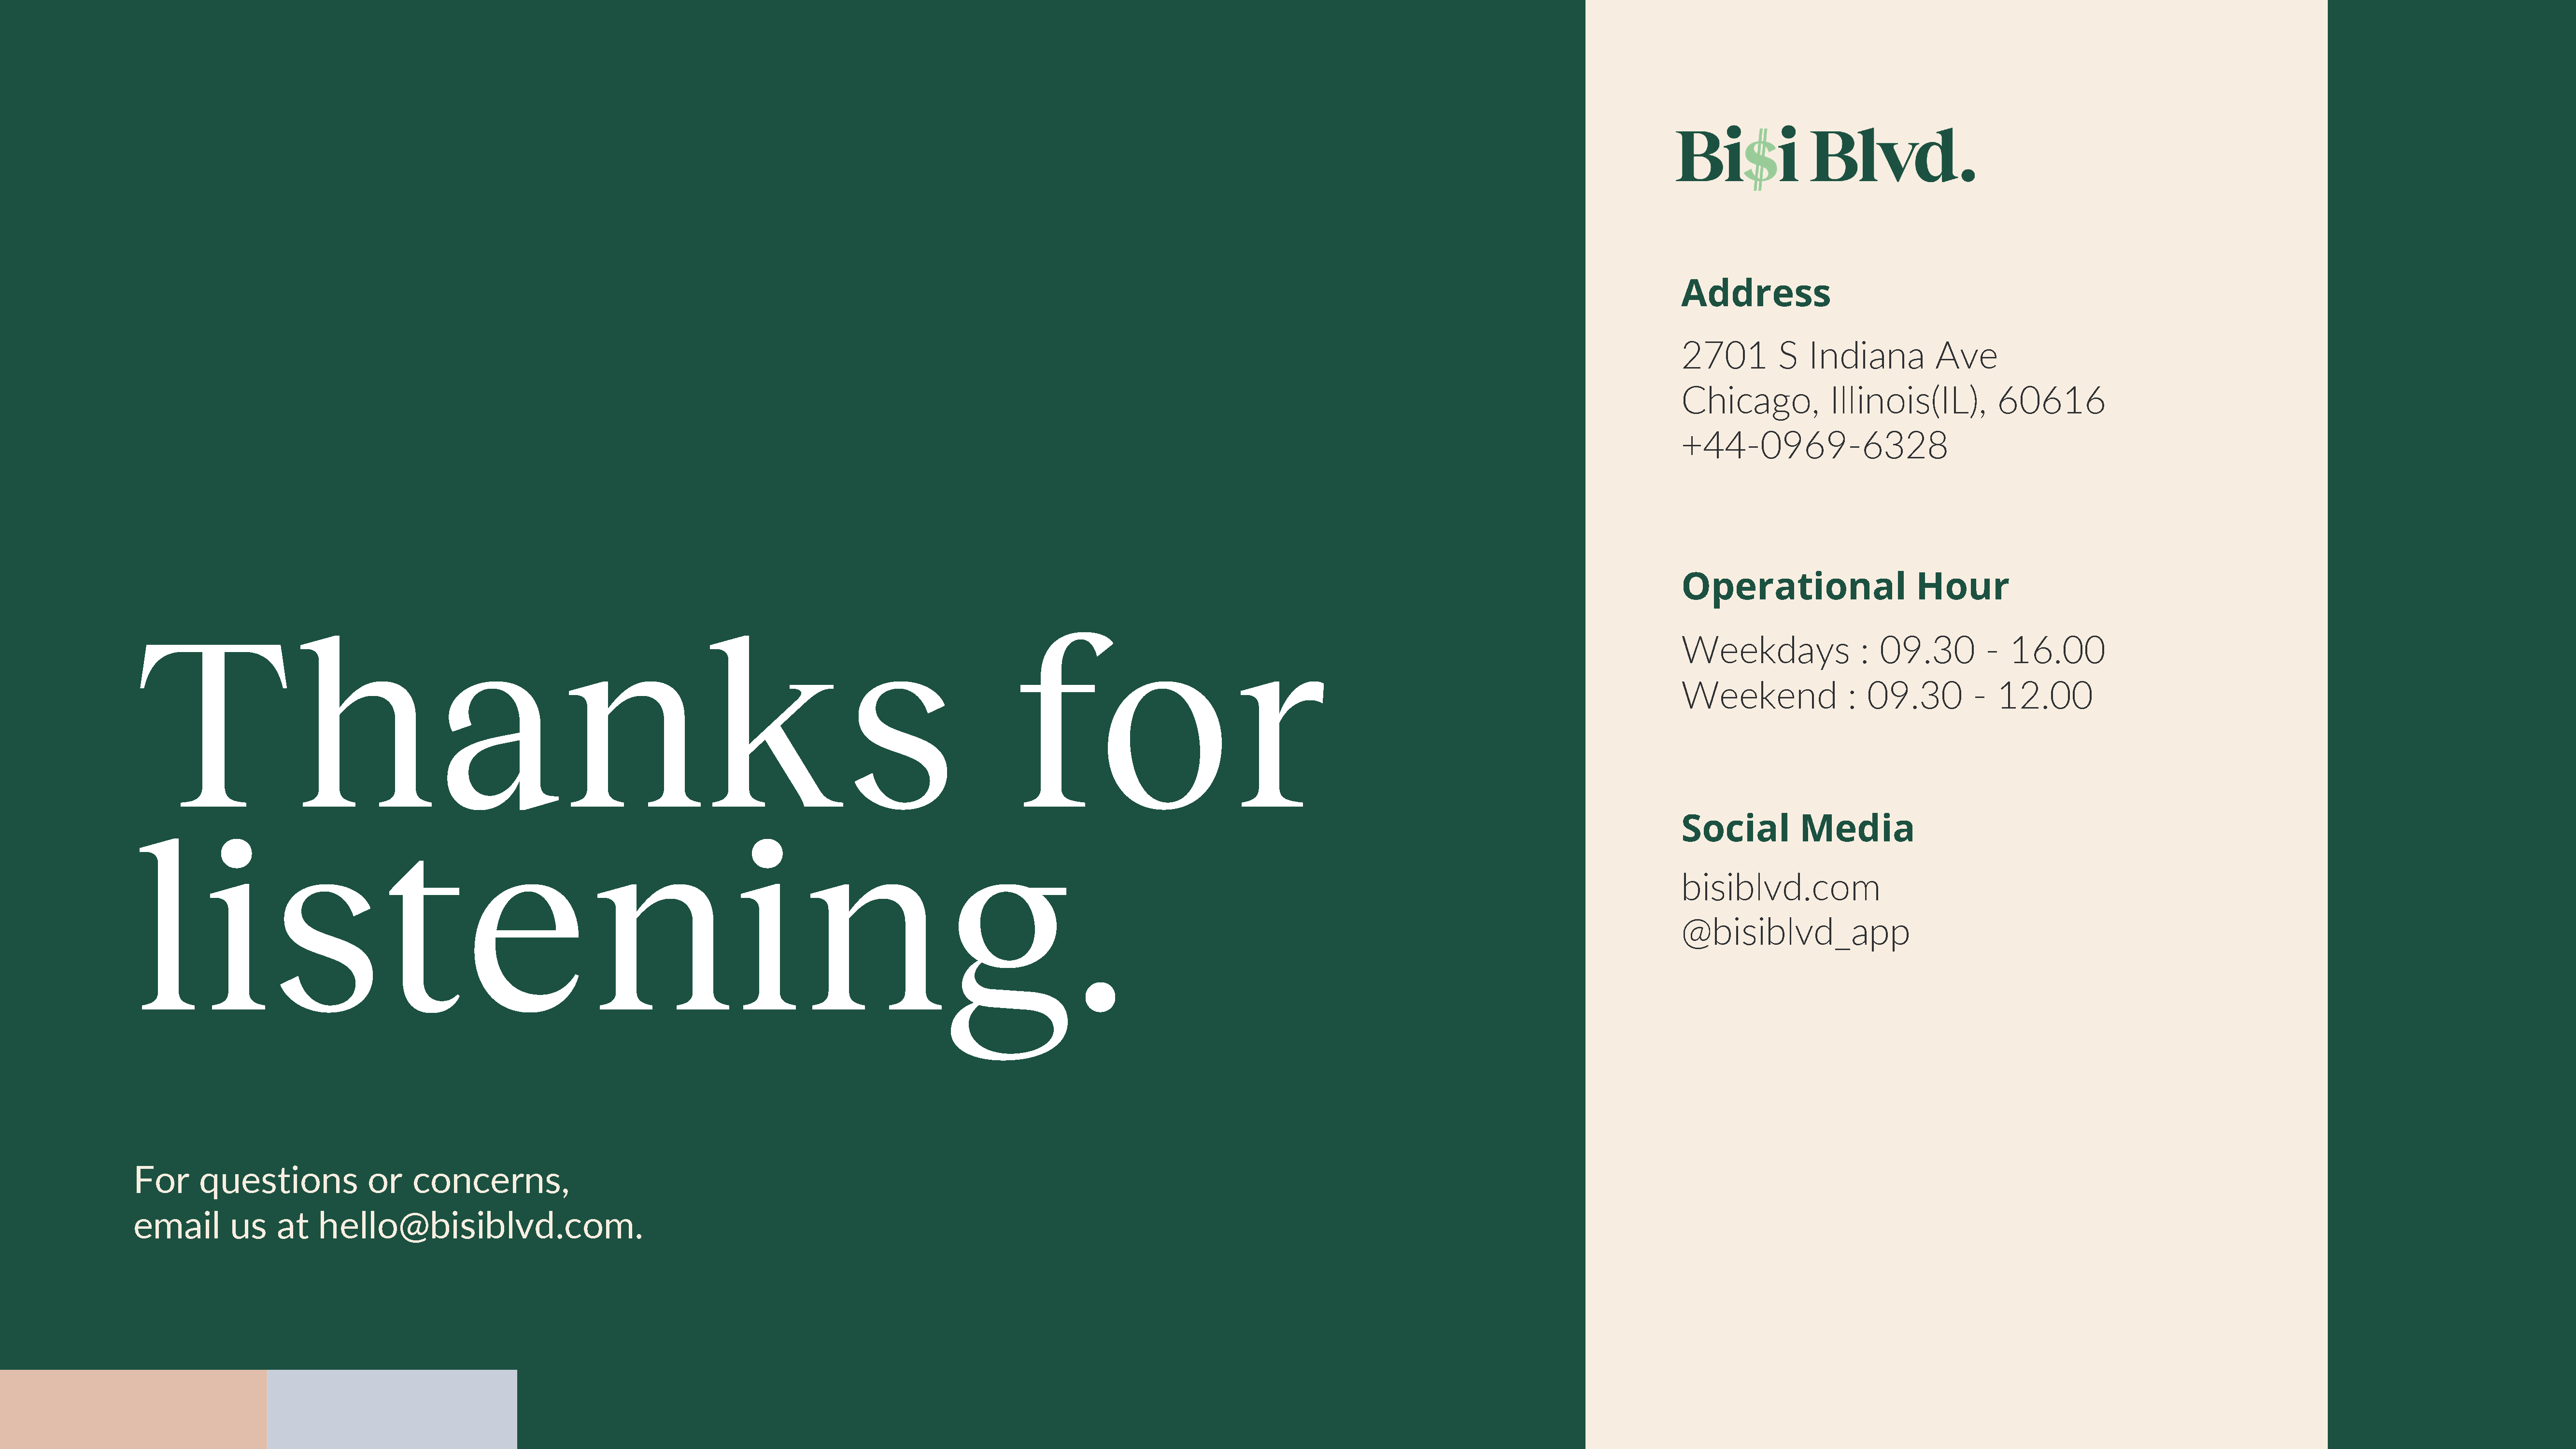 Thanks for
listening.
For questions or concerns,
email us at hello@bisiblvd.com.
Bi$i Blvd.
Address
2701 S Indiana Ave
Chicago, Illinois(IL), 60616
+44-0969-6328
Operational Hour
Weekdays : 09.30 - 16.00
Weekend : 09.30 - 12.00
Social Media
bisiblvd.com
@bisiblvd_app